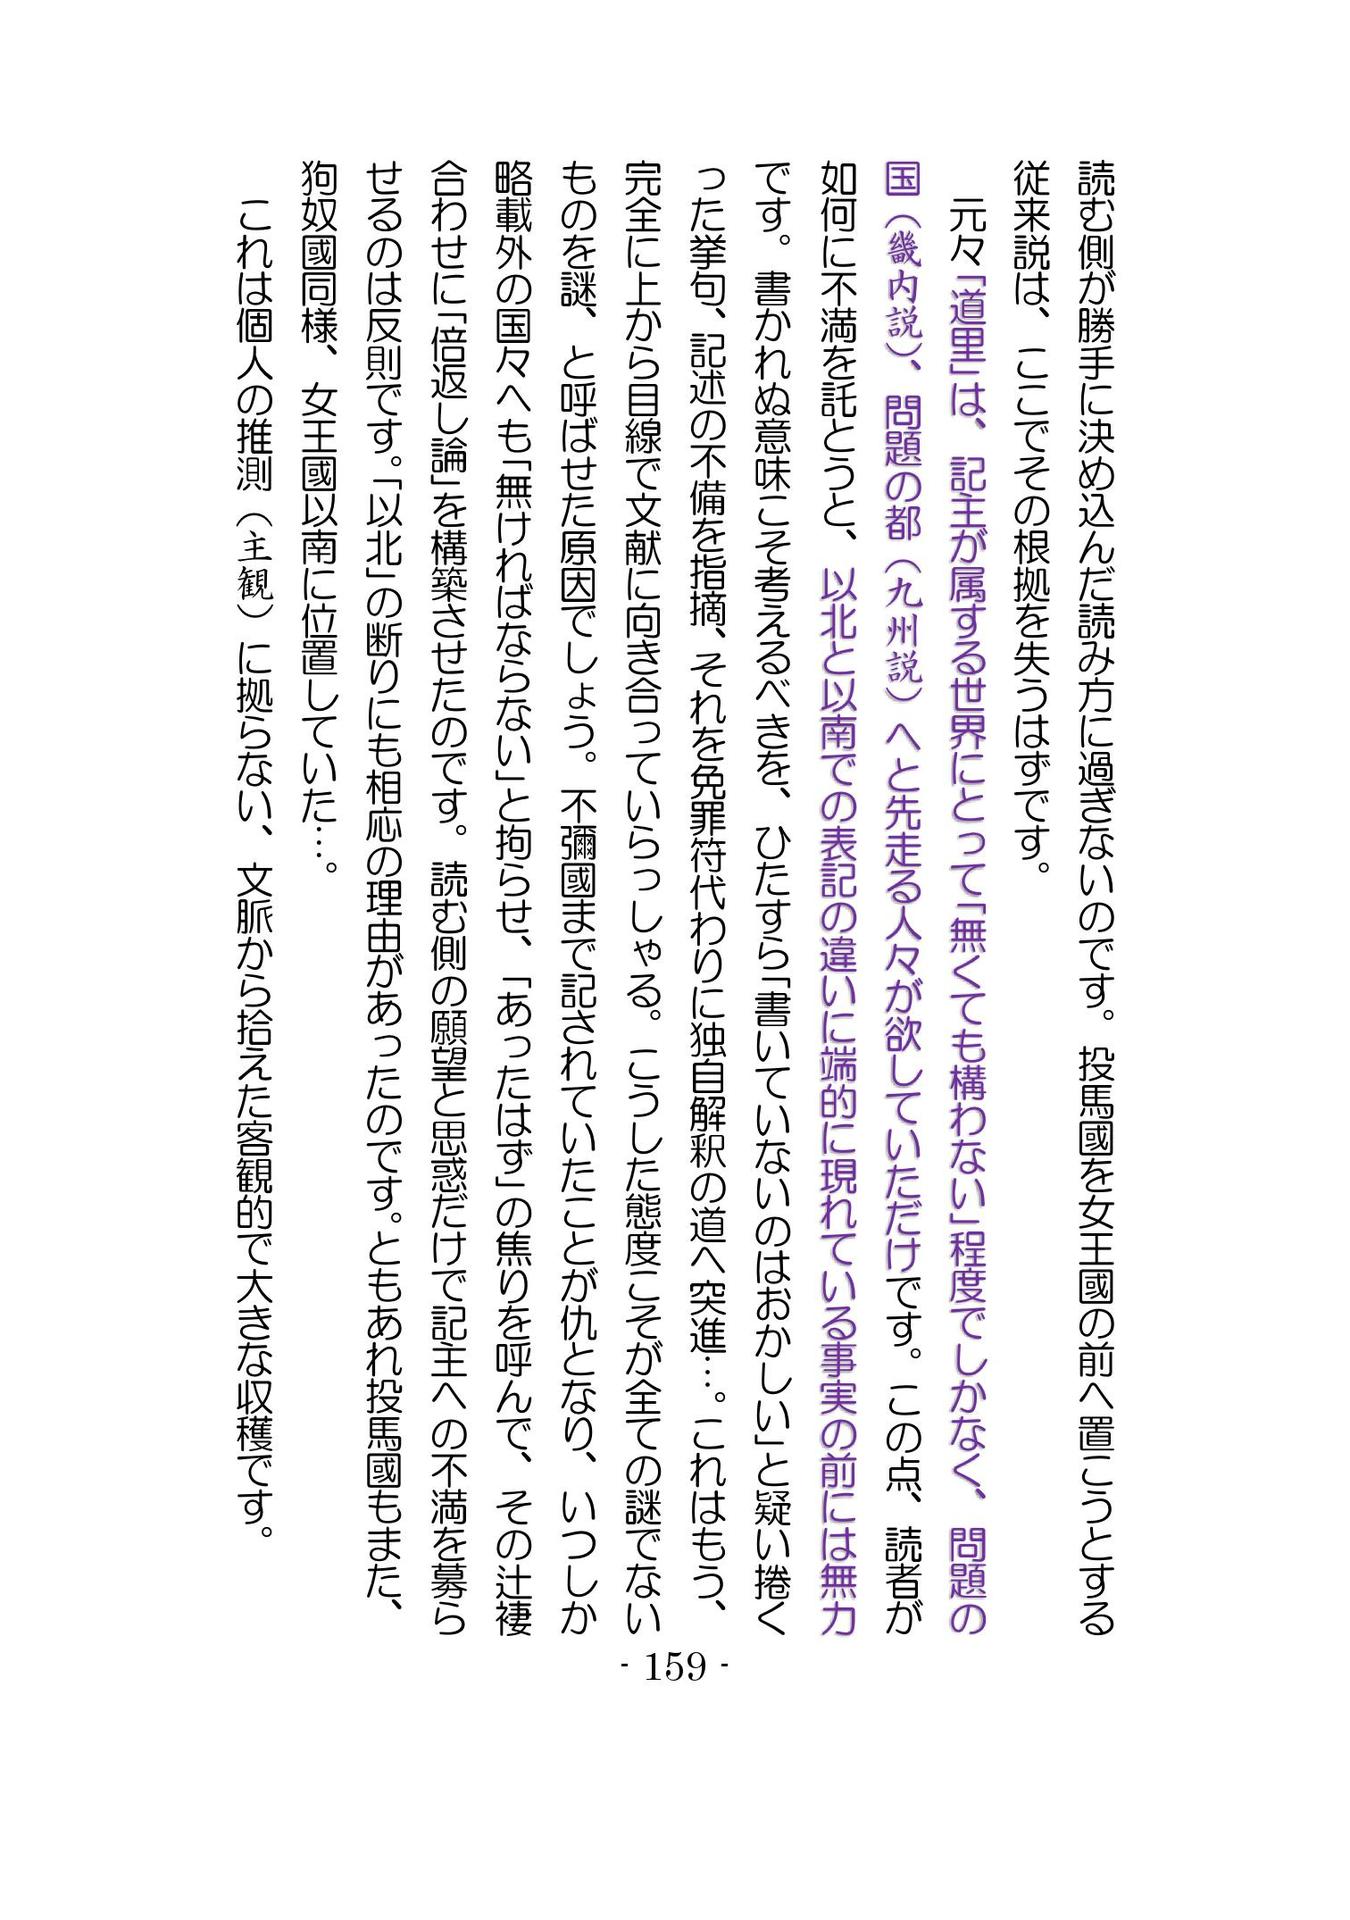 読む側が勝手に決め込んだ読み方に過ぎないのです。投馬國を女王國の前へ置こうとする
従来説は、ここでその根拠を失うはずです。
元々「道里」は、記主が属する世界にとって「無くても構わない」程度でしかなく、問題の
国（畿内説）、問題の都（九州説）へと先走る人々が欲していただけです。この点、読者が
如何に不満を託とうと、以北と以南での表記の違いに端的に現れている事実の前には無力
です。書かれぬ意味こそ考えるべきを、ひたすら「書いていないのはおかしい」と疑い捲く
った挙句、記述の不備を指摘、それを免罪符代わりに独自解釈の道へ突進…。これはもう、
完全に上から目線で文献に向き合っていらっしゃる。こうした態度こそが全ての謎でない
ものを謎、と呼ばせた原因でしょう。不彌國まで記されていたことが仇となり、いつしか
略載外の国々へも「無ければならない」と拘らせ、「あったはず」の焦りを呼んで、その辻褄
合わせに「倍返し論」を構築させたのです。読む側の願望と思惑だけで記主への不満を募ら
せるのは反則です。「以北」の断りにも相応の理由があったのです。ともあれ投馬國もまた、
狗奴國同様、女王國以南に位置していた…。
これは個人の推測（主観）に拠らない、文脈から拾えた客観的で大きな収穫です。
- 159 -